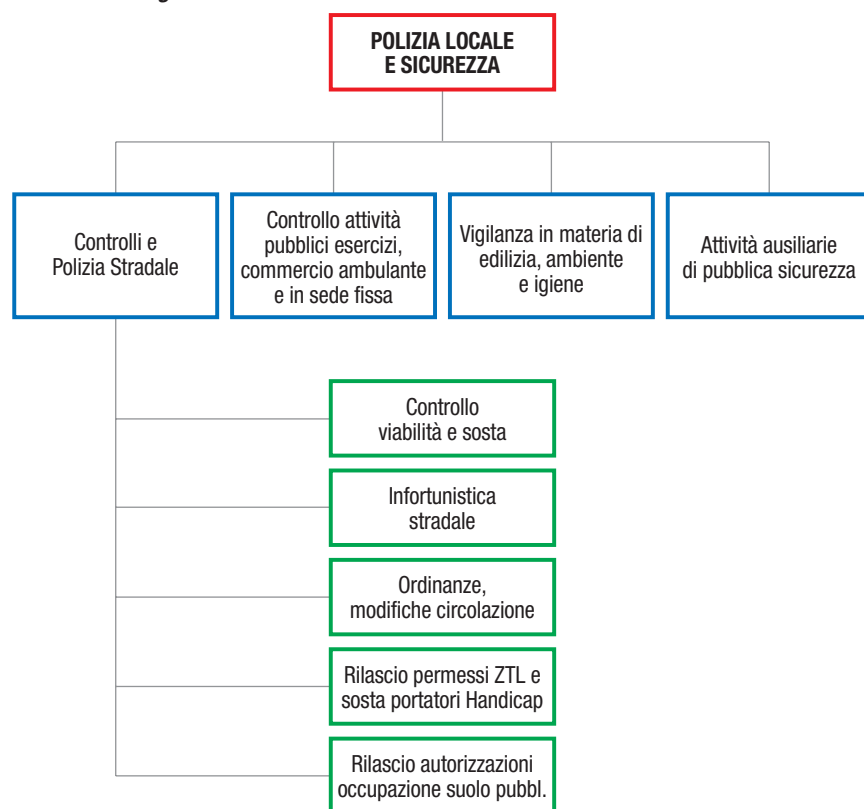 POLIZIA LOCALE
E SICUREZZA
Controlli e
Polizia Stradale
Controllo attività
pubblici esercizi,
commercio ambulante
e in sede fissa
Vigilanza in materia di
edilizia, ambiente
e igiene
Attività ausiliarie
di pubblica sicurezza
Controllo
viabilità e sosta
Infortunistica
stradale
Ordinanze,
modifiche circolazione
Rilascio permessi ZTL e
sosta portatori Handicap
Rilascio autorizzazioni
occupazione suolo pubbl.